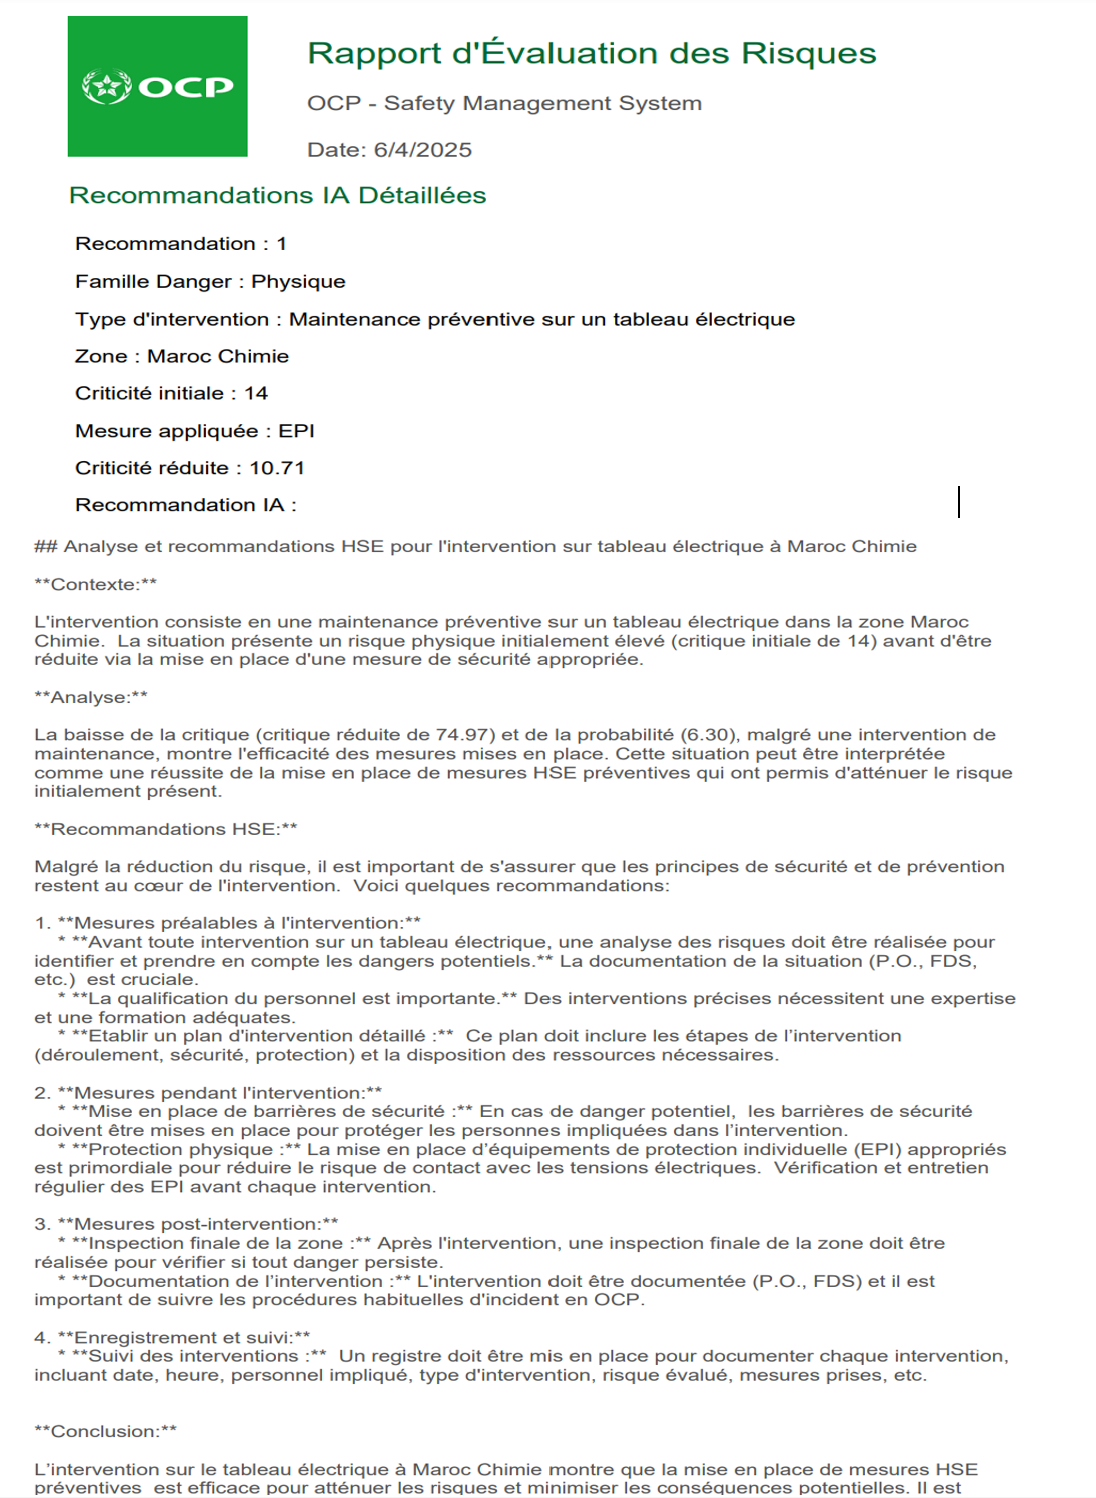 OCP
Rapport d'Évaluation des Risques
OCP - Safety Management System
Date: 6/4/2025
Recommandations IA Détaillées
Recommandation : 1
Famille Danger : Physique
Type d'intervention : Maintenance préventive sur un tableau électrique
Zone : Maroc Chimie
Criticité initiale : 14
Mesure appliquée : EPI
Criticité réduite : 10.71
Recommandation IA :
## Analyse et recommandations HSE pour l'intervention sur tableau électrique à Maroc Chimie
**Contexte:**
L'intervention consiste en une maintenance préventive sur un tableau électrique dans la zone Maroc
Chimie.  La situation présente un risque physique initialement élevé (critique initiale de 14) avant d'être
réduite via la mise en place d'une mesure de sécurité appropriée.
**Analyse:**
La baisse de la critique (critique réduite de 74.97) et de la probabilité (6.30), malgré une intervention de
maintenance, montre l'efficacité des mesures mises en place. Cette situation peut être interprétée
comme une réussite de la mise en place de mesures HSE préventives qui ont permis d'atténuer le risque
initialement présent.
**Recommandations HSE:**
Malgré la réduction du risque, il est important de s'assurer que les principes de sécurité et de prévention
restent au cœur de l'intervention.  Voici quelques recommandations:
1. **Mesures préalables à l'intervention:**
* **Avant toute intervention sur un tableau électrique, une analyse des risques doit être réalisée pour
identifier et prendre en compte les dangers potentiels.** La documentation de la situation (P.O., FDS,
etc.)  est cruciale.
* **La qualification du personnel est importante.** Des interventions précises nécessitent une expertise
et une formation adéquates.
* **Etablir un plan d'intervention détaillé :**  Ce plan doit inclure les étapes de l’intervention
(déroulement, sécurité, protection) et la disposition des ressources nécessaires.
2. **Mesures pendant l'intervention:**
* **Mise en place de barrières de sécurité :** En cas de danger potentiel,  les barrières de sécurité
doivent être mises en place pour protéger les personnes impliquées dans l’intervention.
* **Protection physique :** La mise en place d’équipements de protection individuelle (EPI) appropriés
est primordiale pour réduire le risque de contact avec les tensions électriques.  Vérification et entretien
régulier des EPI avant chaque intervention.
3. **Mesures post-intervention:**
* **Inspection finale de la zone :** Après l'intervention, une inspection finale de la zone doit être
réalisée pour vérifier si tout danger persiste.
* **Documentation de l’intervention :** L'intervention doit être documentée (P.O., FDS) et il est
important de suivre les procédures habituelles d'incident en OCP.
4. **Enregistrement et suivi:**
* **Suivi des interventions :**  Un registre doit être mis en place pour documenter chaque intervention,
incluant date, heure, personnel impliqué, type d'intervention, risque évalué, mesures prises, etc.
**Conclusion:**
L’intervention sur le tableau électrique à Maroc Chimie montre que la mise en place de mesures HSE
préventives  est efficace pour atténuer les risques et minimiser les conséquences potentielles. Il est